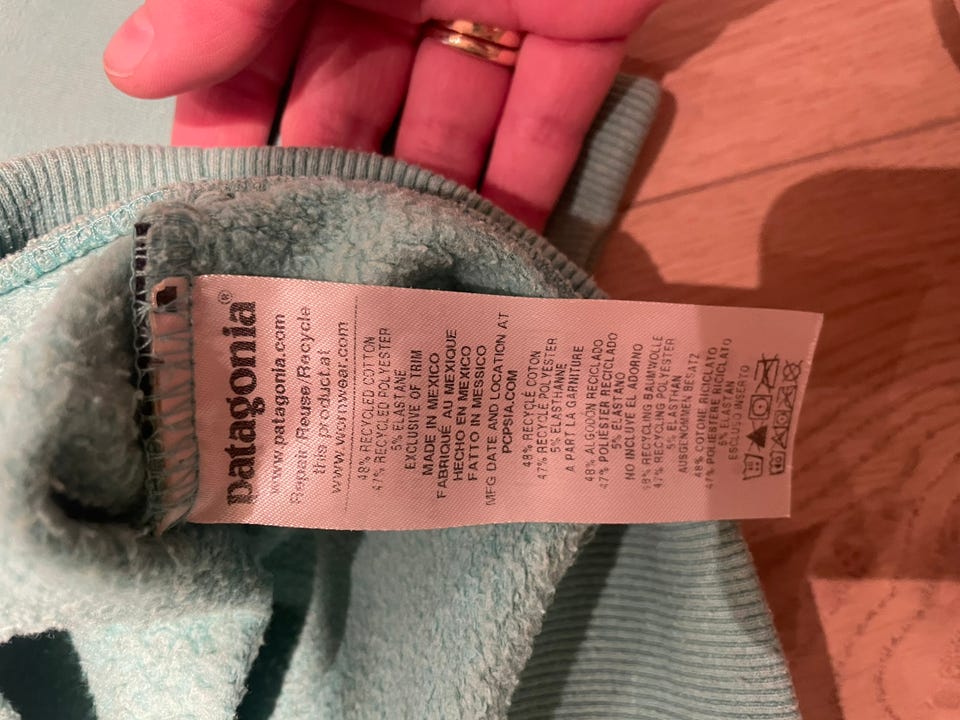 patagonia®
www.patagonia.com
Repair/Reuse/Recycle
this product at
www.wornwear.com
48% RECYCLED COTTON
47% RECYCLED POLYESTER
5% ELASTANE
EXCLUSIVE OF TRIM
MADE IN MEXICO
FABRIQUÉ AU MEXIQUE
HECHO EN MEXICO
FATTO IN MESSICO
MFG DATE AND LOCATION AT
PCPSIA.COM
48% RECYCLÉ COTON
47% RECYCLÉ POLYESTER
5% ELASTHANNE
A PART LA GARNITURE
48% ALGODON RECICLADO
47% POLIESTER RECICLADO
5% ELASTANO
NO INCLUYE EL ADORNO
48% RECYCLING BAUMWOLLE
47% RECYCLING POLYESTER
5% ELASTHAN
AUSGENOMMEN BESATZ
48% COTONE RICICLATO
47% POLIESTERE RICICLATO
5% ELASTAN
ESCLUSO INSERTO